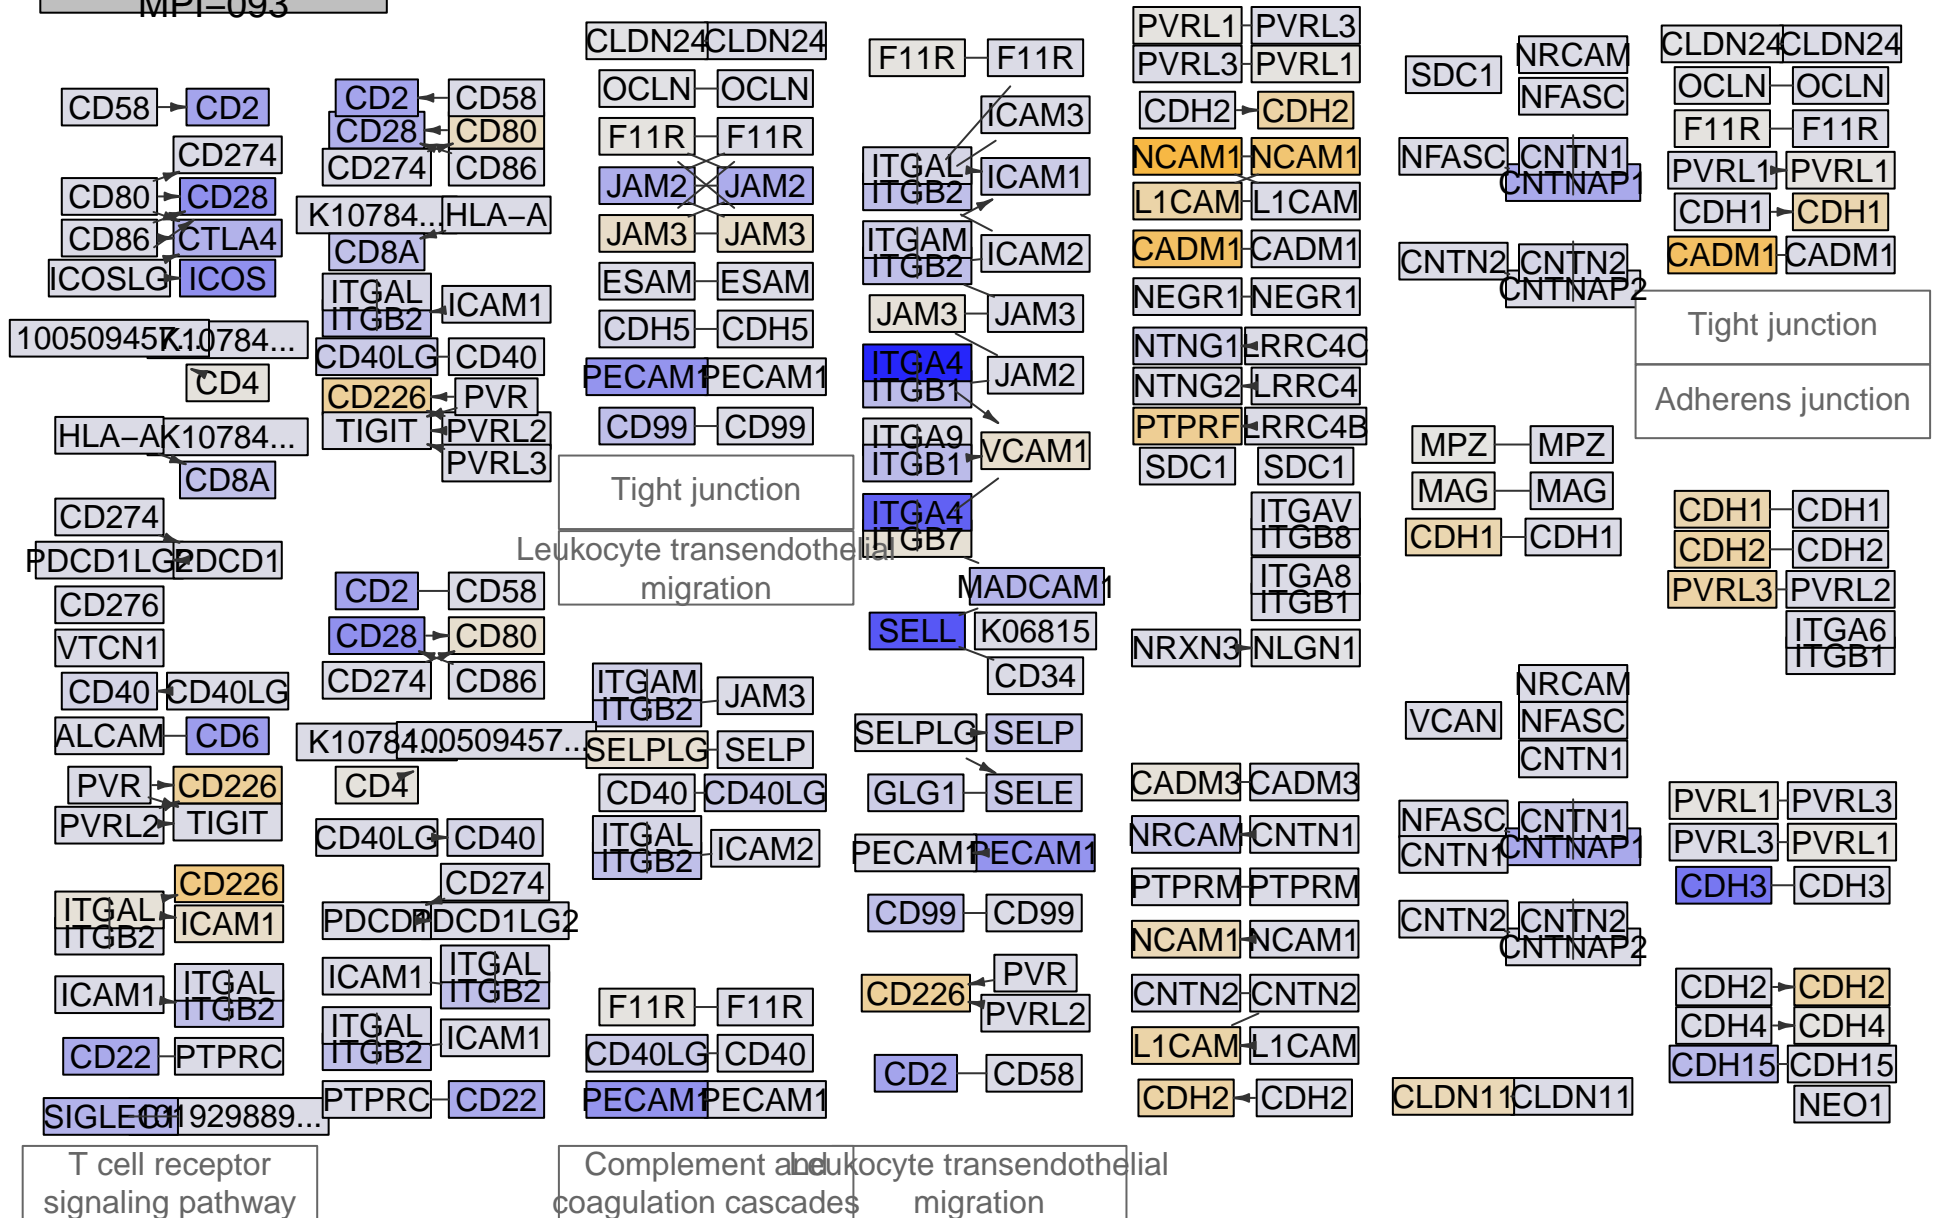 MPI−093
CD58
CD2
CD274
CD80
CD28
CD86
CTLA4
ICOSLG
ICOS
100509457...
K10784...
CD4
HLA−A
K10784...
CD8A
CD274
PDCD1LG2
PDCD1
CD276
VTCN1
CD40
CD40LG
ALCAM
CD6
PVR
CD226
PVRL2
TIGIT
CD226
ITGAL
ITGB2
ICAM1
ICAM1
ITGAL
ITGB2
CD22
PTPRC
SIGLEC1
101929889...
T cell receptor
signaling pathway
CD2
CD58
CD28
CD80
CD274
CD86
K10784...
HLA−A
CD8A
ITGAL
ITGB2
ICAM1
CD40LG
CD40
CD226
PVR
TIGIT
PVRL2
PVRL3
CD2
CD58
CD28
CD80
CD274
CD86
K10784...
100509457...
CD4
CD40LG
CD40
CD274
PDCD1
PDCD1LG2
ICAM1
ITGAL
ITGB2
ITGAL
ITGB2
ICAM1
PTPRC
CD22
CLDN24
CLDN24
OCLN
OCLN
F11R
F11R
JAM2
JAM2
JAM3
JAM3
ESAM
ESAM
CDH5
CDH5
PECAM1
PECAM1
CD99
CD99
Tight junction
Leukocyte transendothelial
migration
ITGAM
ITGB2
JAM3
SELPLG
SELP
CD40
CD40LG
ITGAL
ITGB2
ICAM2
F11R
F11R
CD40LG
CD40
PECAM1
PECAM1
Complement and
coagulation cascades
F11R
F11R
ICAM3
ITGAL
ITGB2
ICAM1
ITGAM
ITGB2
ICAM2
JAM3
JAM3
ITGA4
ITGB1
JAM2
ITGA9
ITGB1
VCAM1
ITGA4
ITGB7
MADCAM1
SELL
K06815
CD34
SELPLG
SELP
GLG1
SELE
PECAM1
PECAM1
CD99
CD99
CD226
PVR
PVRL2
CD2
CD58
Leukocyte transendothelial
migration
PVRL1
PVRL3
PVRL3
PVRL1
CDH2
CDH2
NCAM1
NCAM1
L1CAM
L1CAM
CADM1
CADM1
NEGR1
NEGR1
NTNG1
LRRC4C
NTNG2
LRRC4
PTPRF
LRRC4B
SDC1
SDC1
ITGAV
ITGB8
ITGA8
ITGB1
NRXN3
NLGN1
CADM3
CADM3
NRCAM
CNTN1
PTPRM
PTPRM
NCAM1
NCAM1
CNTN2
CNTN2
L1CAM
L1CAM
CDH2
CDH2
SDC1
NRCAM
NFASC
NFASC
CNTN1
CNTNAP1
CNTN2
CNTN2
CNTNAP2
MPZ
MPZ
MAG
MAG
CDH1
CDH1
VCAN
NRCAM
NFASC
CNTN1
NFASC
CNTN1
CNTN1
CNTNAP1
CNTN2
CNTN2
CNTNAP2
CLDN11
CLDN11
CLDN24
CLDN24
OCLN
OCLN
F11R
F11R
PVRL1
PVRL1
CDH1
CDH1
CADM1
CADM1
Tight junction
Adherens junction
CDH1
CDH1
CDH2
CDH2
PVRL3
PVRL2
ITGA6
ITGB1
PVRL1
PVRL3
PVRL3
PVRL1
CDH3
CDH3
CDH2
CDH2
CDH4
CDH4
CDH15
CDH15
NEO1